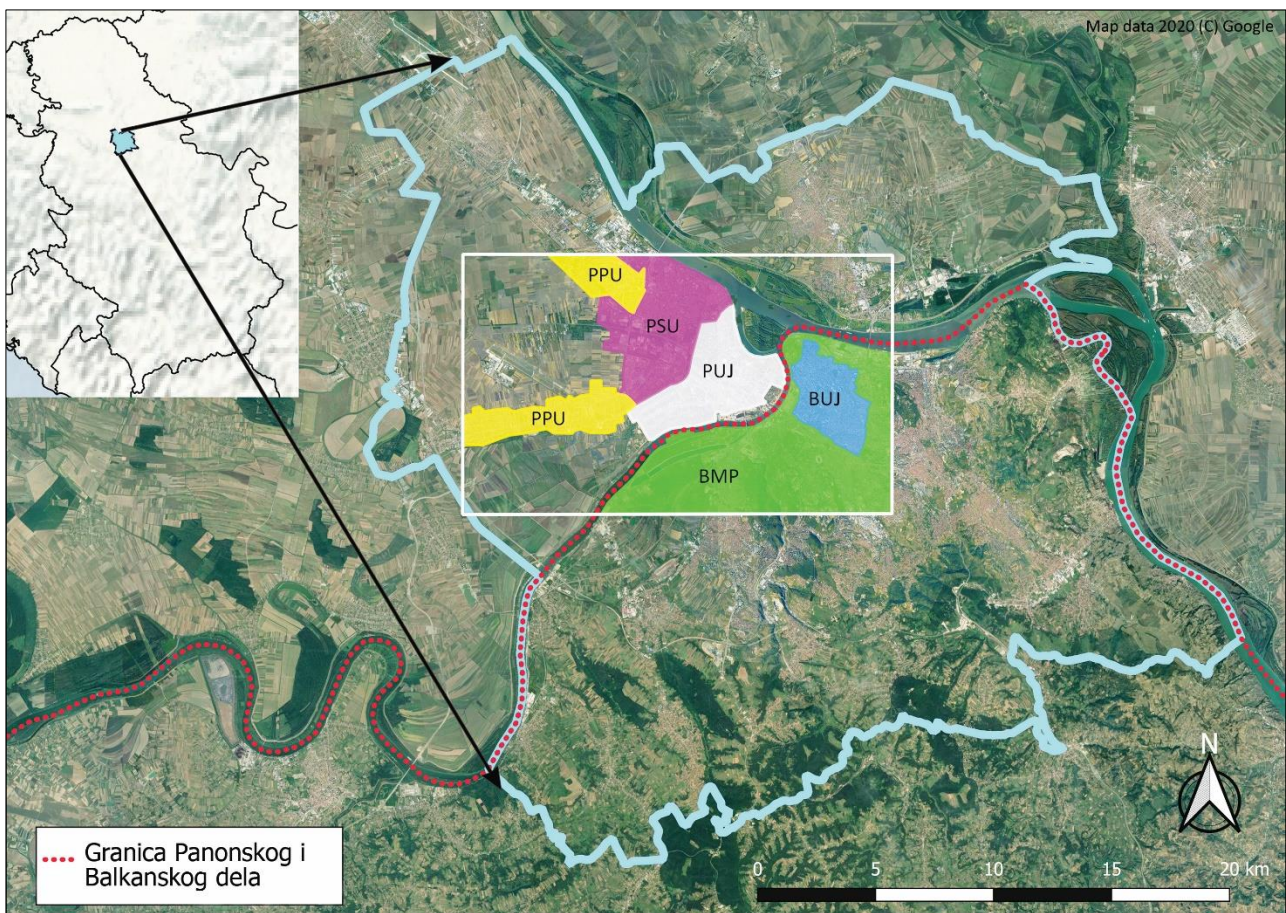 Map data 2020 (C) Google
PPU
PSU
PUJ
BUJ
PPU
BMP
N
Granica Panonskog i
Balkanskog dela
0 5 10 15 20 km